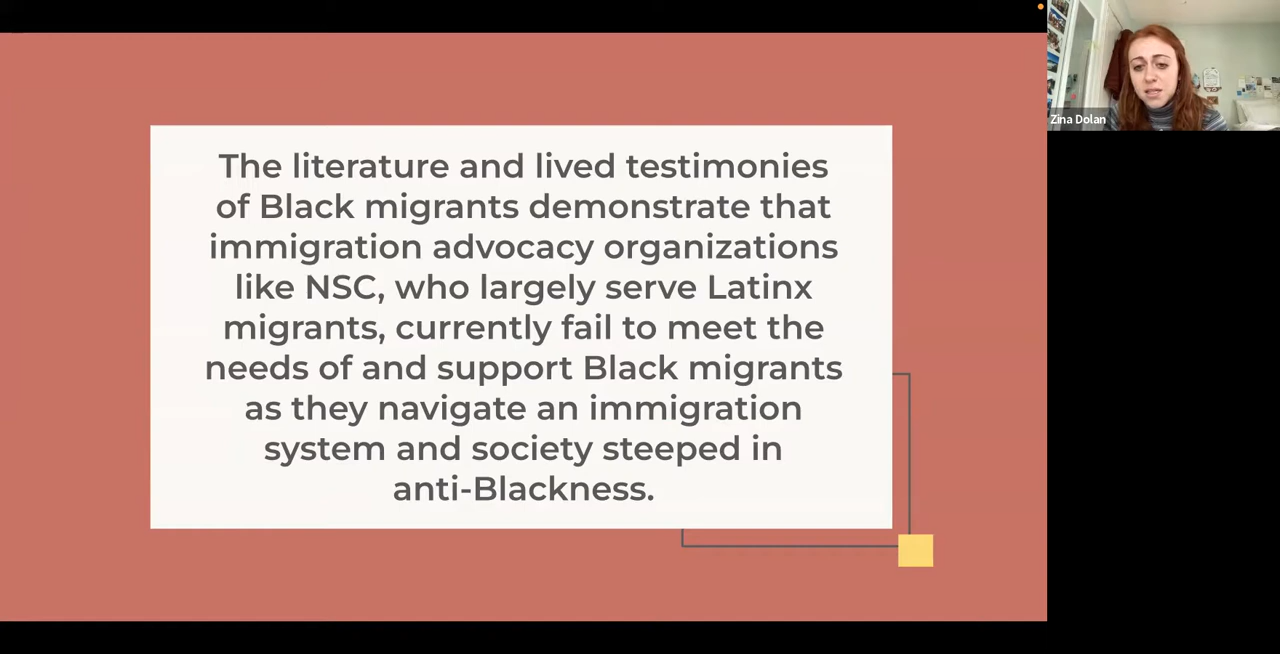 The literature and lived testimonies
of Black migrants demonstrate that
immigration advocacy organizations
like NSC, who largely serve Latinx
migrants, currently fail to meet the
needs of and support Black migrants
as they navigate an immigration
system and society steeped in
anti-Blackness.
Zina Dolan